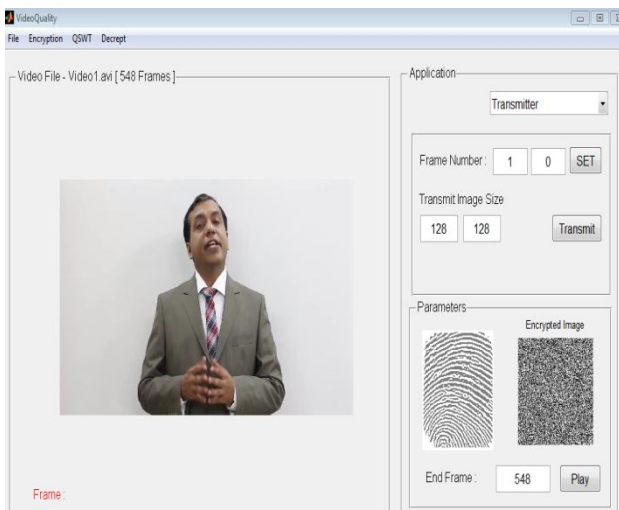 VideoQuality
File Encryption QSWT Decrept
Video File - Video1.avi [ 548 Frames ]
Application
Transmitter
Frame Number : 1 0 SET
Transmit Image Size
128 128 Transmit
Parameters
Encrypted Image
End Frame : 548 Play
Frame :